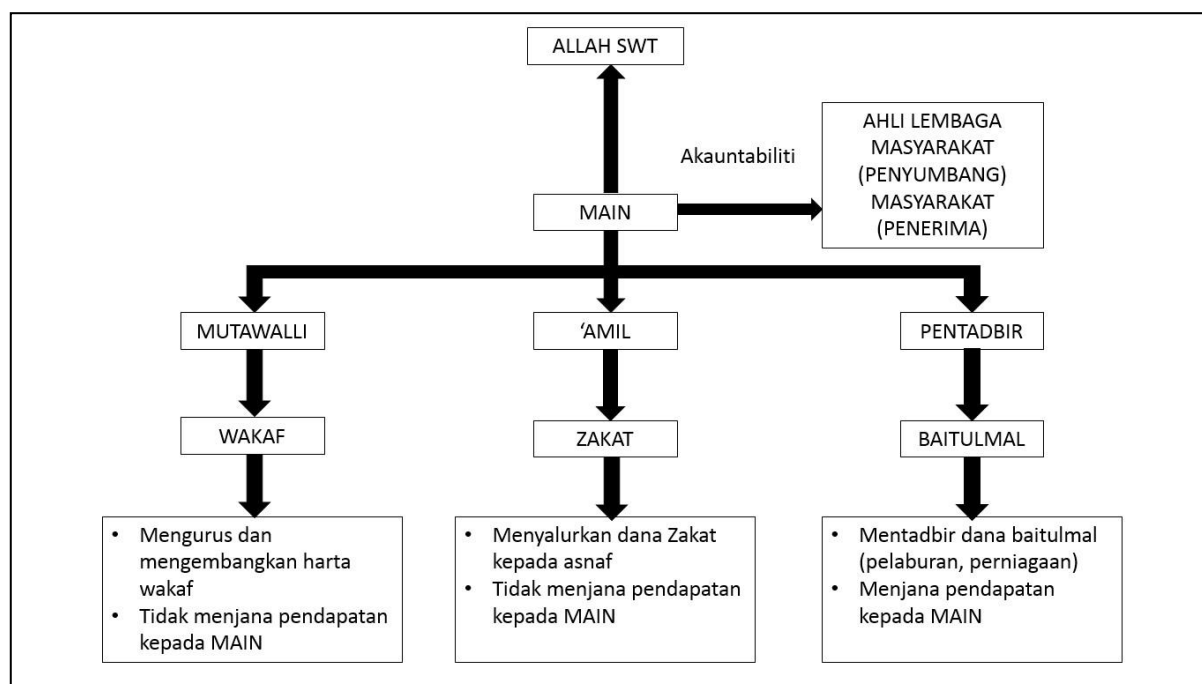 ALLAH SWT
AHLI LEMBAGA
MASYARAKAT
(PENYUMBANG)
MASYARAKAT
(PENERIMA)
Akauntabiliti
MAIN
MUTAWALLI
‘AMIL
PENTADBIR
WAKAF
ZAKAT
BAITULMAL
• Mengurus dan
mengembangkan harta
wakaf
• Tidak menjana pendapatan
kepada MAIN
• Menyalurkan dana Zakat
kepada asnaf
• Tidak menjana pendapatan
kepada MAIN
• Mentadbir dana baitulmal
(pelaburan, perniagaan)
• Menjana pendapatan
kepada MAIN